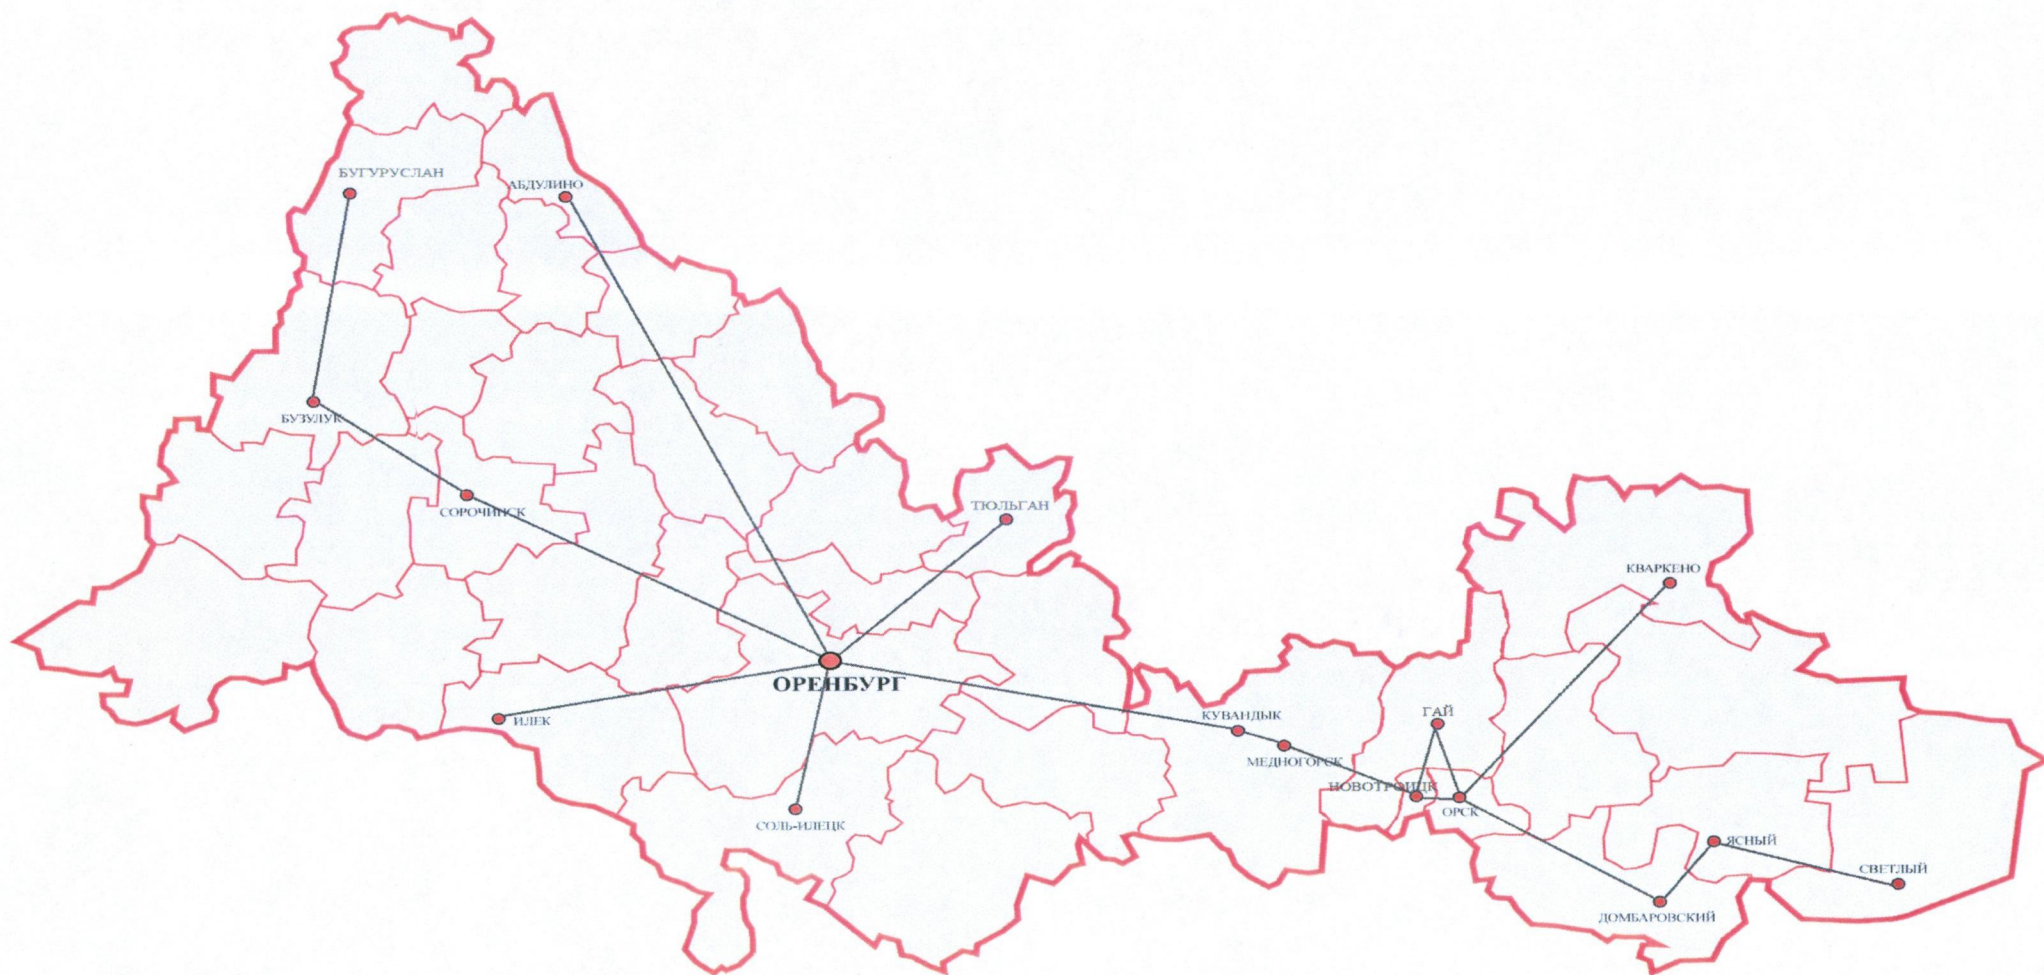 БУГУРУСЛАН
АБДУЛИНО
БУЗУЛУК
СОРОЧИНСК
ТЮЛЬГАН
КВАРКЕНО
ОРЕНБУРГ
ИЛЕК
КУВАНДЫК
ГАЙ
МЕДНОГОРСК
НОВОТРОИЦК
ОРСК
СОЛЬ-ИЛЕЦК
ЯСНЫЙ
СВЕТЛЫЙ
ДОМБАРОВСКИЙ